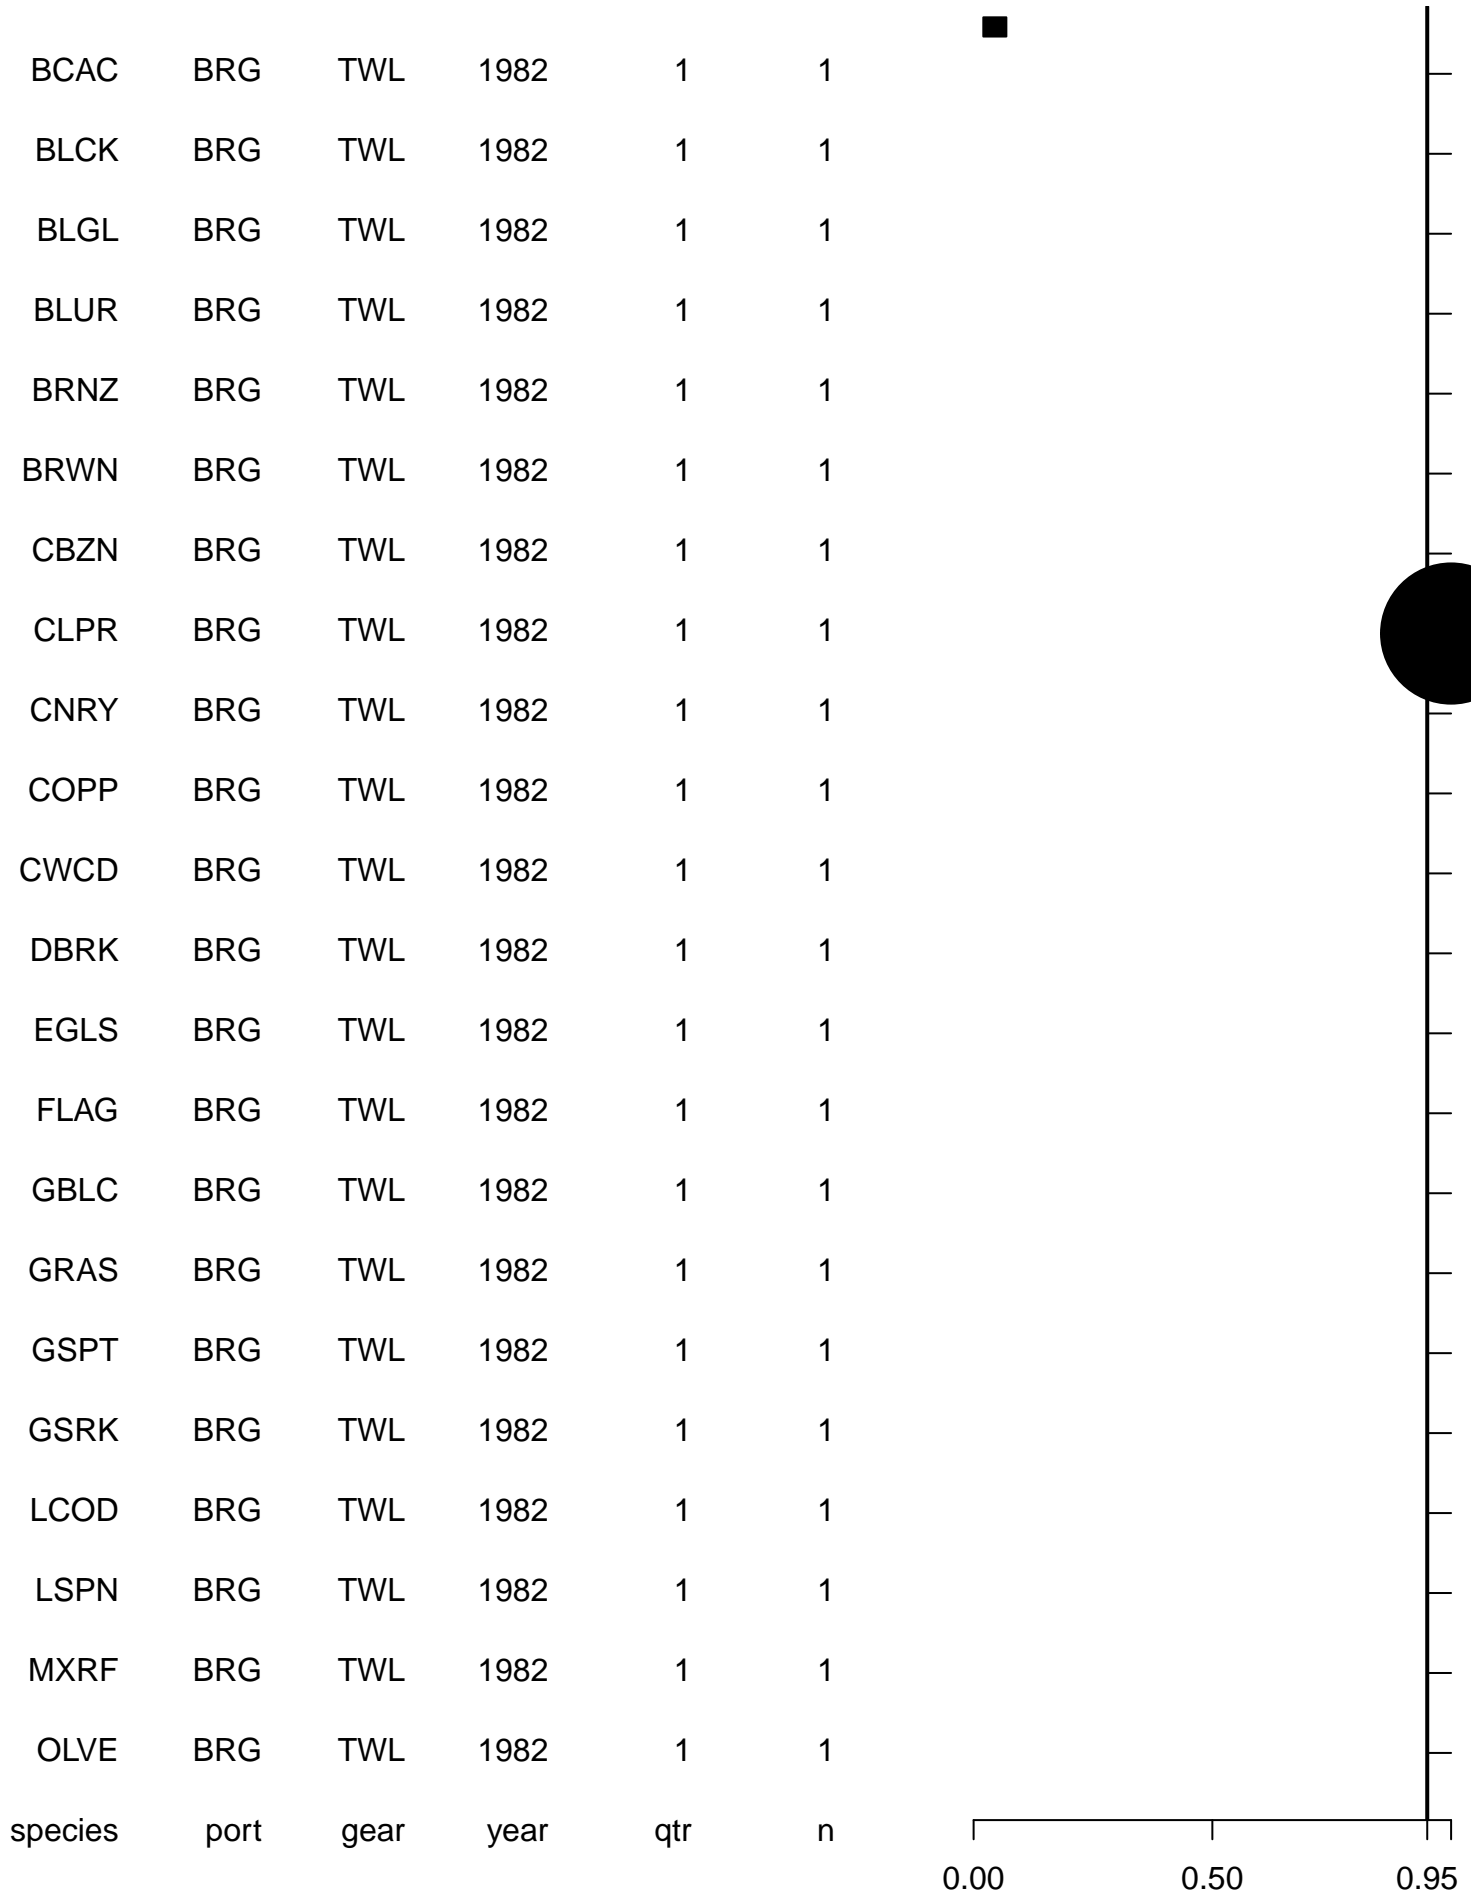 BCAC BRG TWL 1982 1 1
BLCK BRG TWL 1982 1 1
BLGL BRG TWL 1982 1 1
BLUR BRG TWL 1982 1 1
BRNZ BRG TWL 1982 1 1
BRWN BRG TWL 1982 1 1
CBZN BRG TWL 1982 1 1
CLPR BRG TWL 1982 1 1
CNRY BRG TWL 1982 1 1
COPP BRG TWL 1982 1 1
CWCD BRG TWL 1982 1 1
DBRK BRG TWL 1982 1 1
EGLS BRG TWL 1982 1 1
FLAG BRG TWL 1982 1 1
GBLC BRG TWL 1982 1 1
GRAS BRG TWL 1982 1 1
GSPT BRG TWL 1982 1 1
GSRK BRG TWL 1982 1 1
LCOD BRG TWL 1982 1 1
LSPN BRG TWL 1982 1 1
MXRF BRG TWL 1982 1 1
OLVE BRG TWL 1982 1 1
species port gear year qtr n
0.00 0.50 0.95